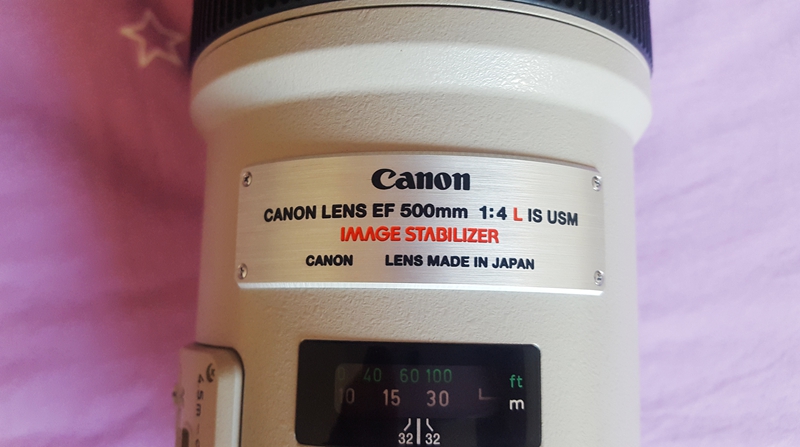 Canon
CANON LENS EF 500mm 1:4 L IS USM
IMAGE STABILIZER
CANON LENS MADE IN JAPAN
40 60 100 ft
10 15 30 m
32 32